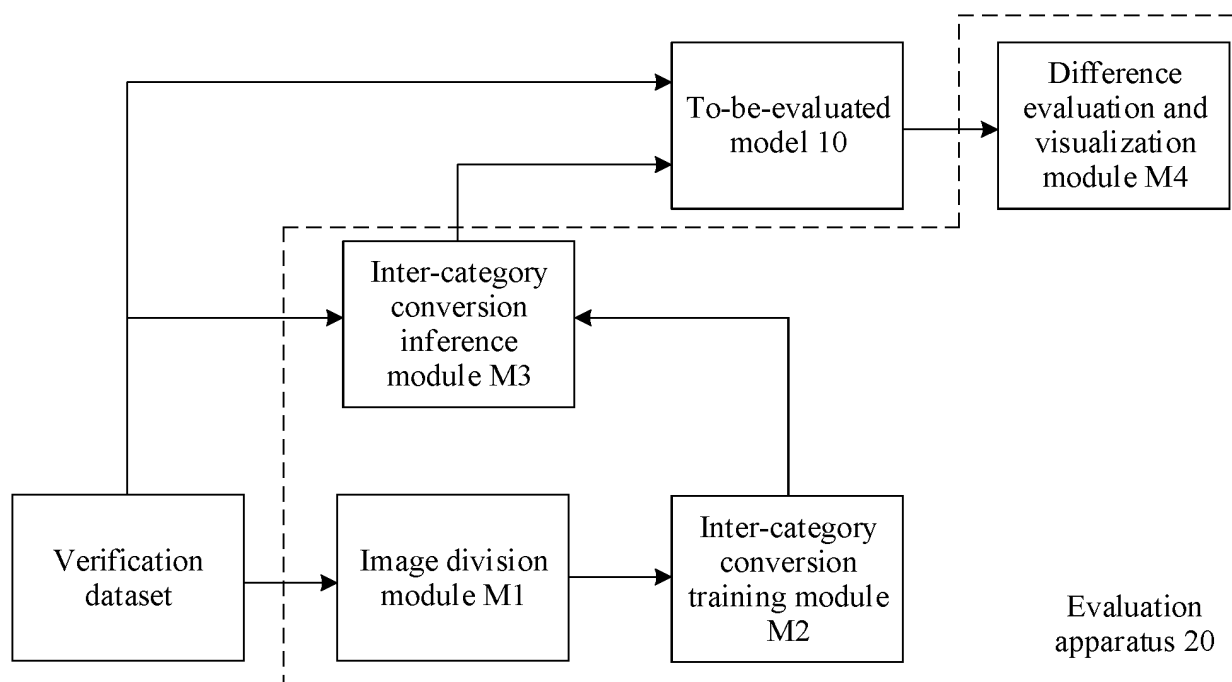 To-be-evaluated
model 10
Difference
evaluation and
visualization
module M4
Inter-category
conversion
inference
module M3
Verification
dataset
Image division
module M1
Inter-category
conversion
training module
M2
Evaluation
apparatus 20